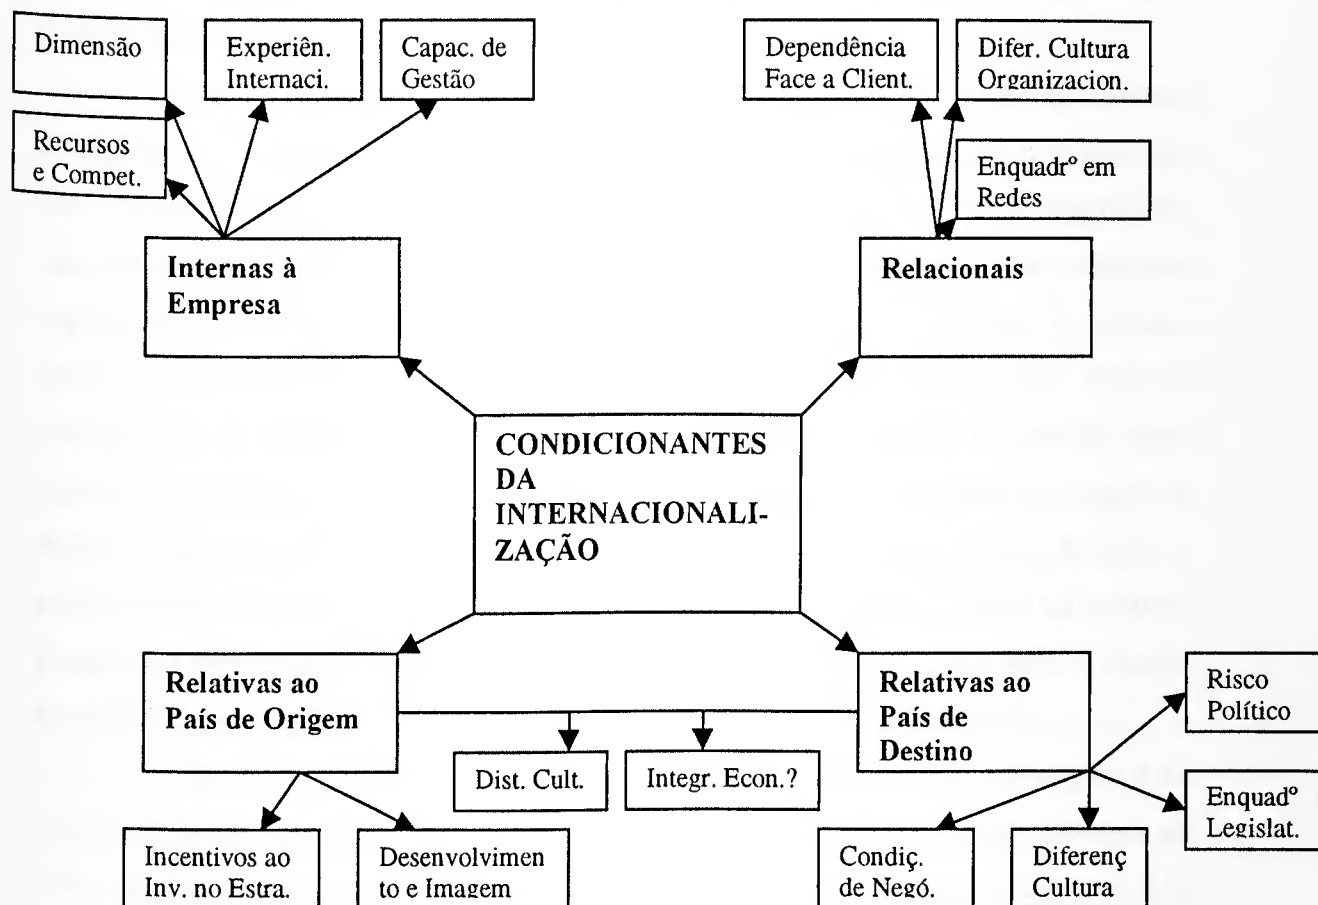 Dimensão
Experiên.
Internaci.
Capac. de
Gestão
Recursos
e Compet.
Dependência
Face a Client.
Difer. Cultura
Organizacion.
Enquadrº em
Redes
Internas à
Empresa
Relacionais
CONDICIONANTES
DA
INTERNACIONALI-
ZAÇÃO
Relativas ao
País de Origem
Relativas ao
País de
Destino
Dist. Cult.
Integr. Econ.?
Risco
Político
Enquadº
Legislat.
Incentivos ao
Inv. no Estra.
Desenvolvimen
to e Imagem
Condiç.
de Negó.
Diferenç
Cultura